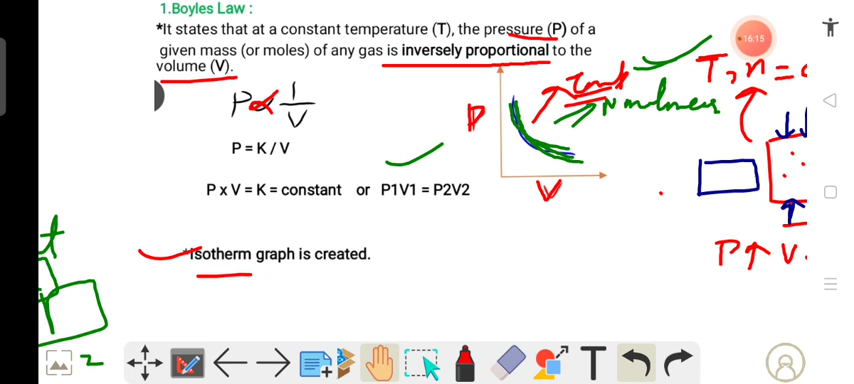 1.Boyles Law :
*It states that at a constant temperature (T), the pressure (P) of a
given mass (or moles) of any gas is inversely proportional to the
volume (V).
16:15
T, n =
P ∝ 1/V
P
P = K / V
P x V = K = constant or P1V1 = P2V2
V
*Isotherm graph is created.
P↑ V
t
2
T